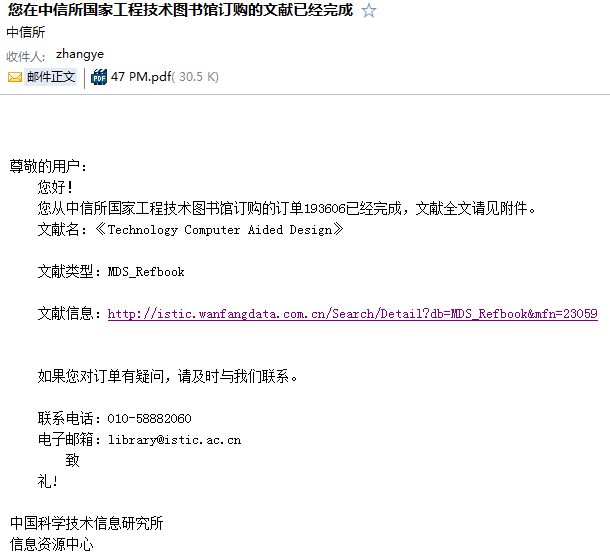 您在中信所国家工程技术图书馆订购的文献已经完成 ☆
中信所
收件人: zhangye
邮件正文 47 PM.pdf( 30.5 K)
尊敬的用户：
您好！
您从中信所国家工程技术图书馆订购的订单193606已经完成，文献全文请见附件。
文献名：《Technology Computer Aided Design》
文献类型：MDS_Refbook
文献信息：http://istic.wanfangdata.com.cn/Search/Detail?db=MDS_Refbook&mfn=23059
如果您对订单有疑问，请及时与我们联系。
联系电话：010-58882060
电子邮箱：library@istic.ac.cn
致
礼！
中国科学技术信息研究所
信息资源中心